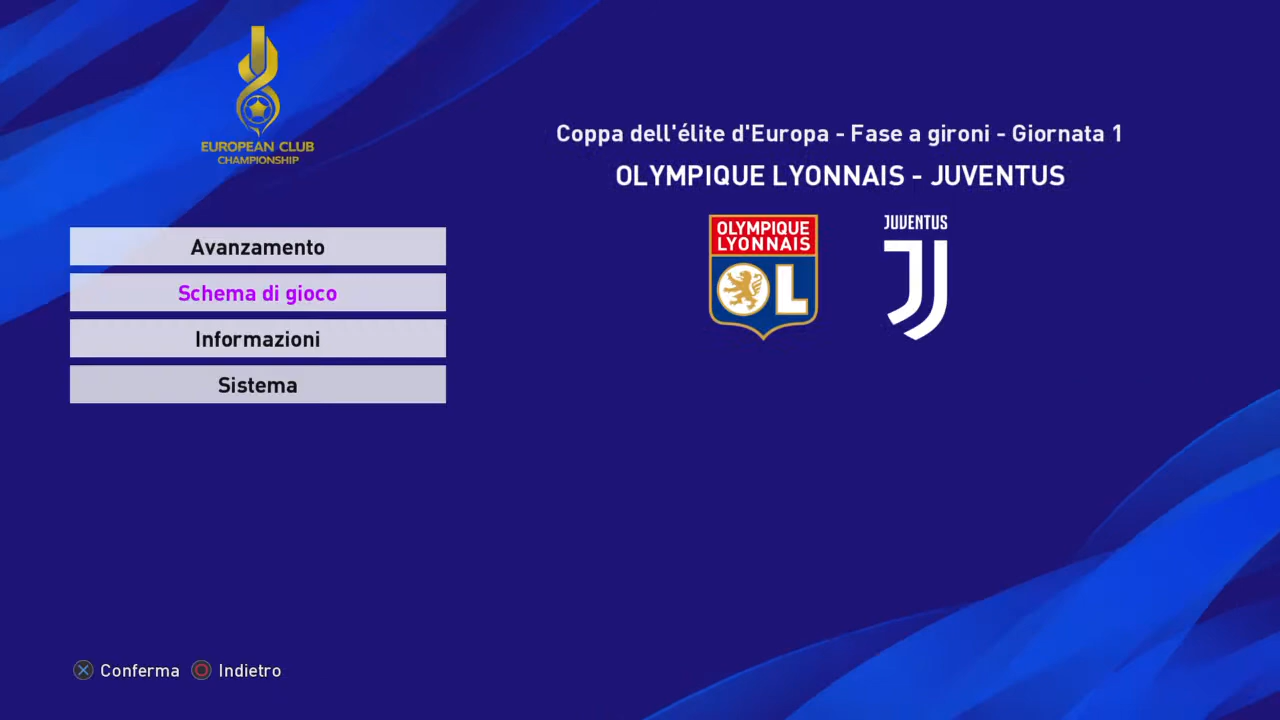 EUROPEAN CLUB
CHAMPIONSHIP
Coppa dell'élite d'Europa - Fase a gironi - Giornata 1
OLYMPIQUE LYONNAIS - JUVENTUS
OLYMPIQUE
LYONNAIS
OL
JUVENTUS
J
Avanzamento
Schema di gioco
Informazioni
Sistema
Conferma
Indietro